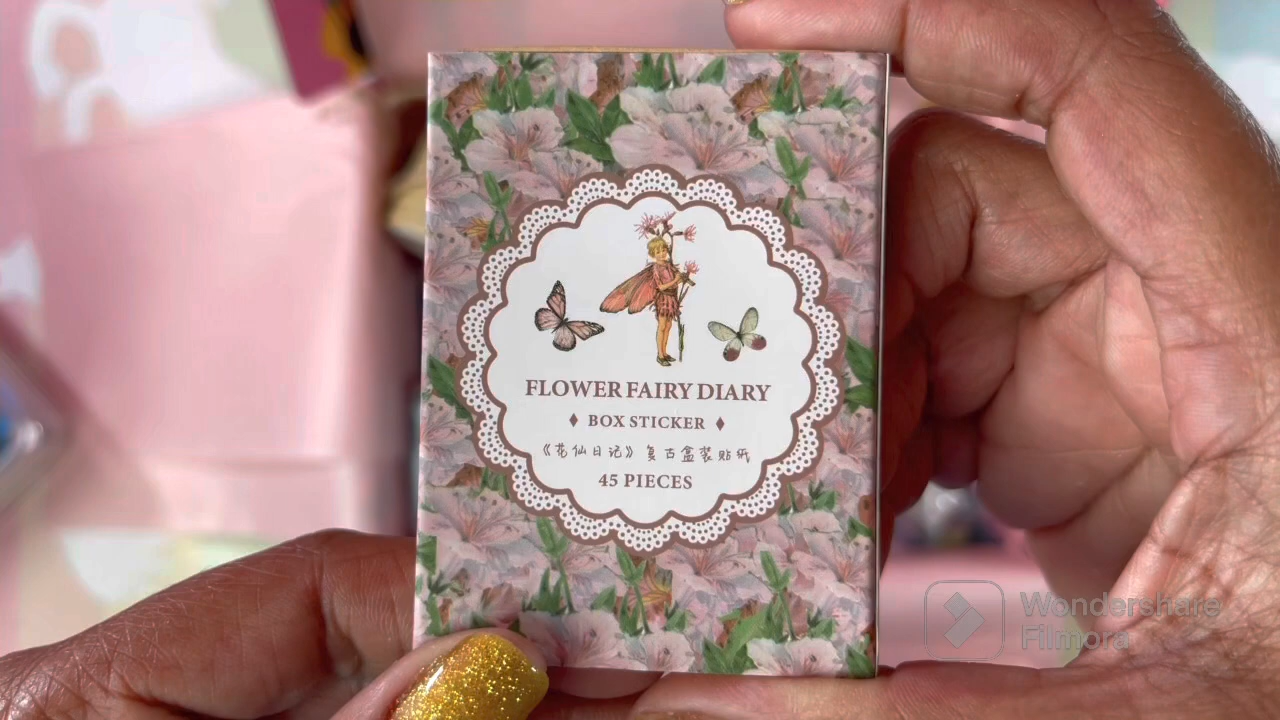 FLOWER FAIRY DIARY
♦ BOX STICKER ♦
《花仙日记》复古盒装贴纸
45 PIECES
Wondershare
Filmora